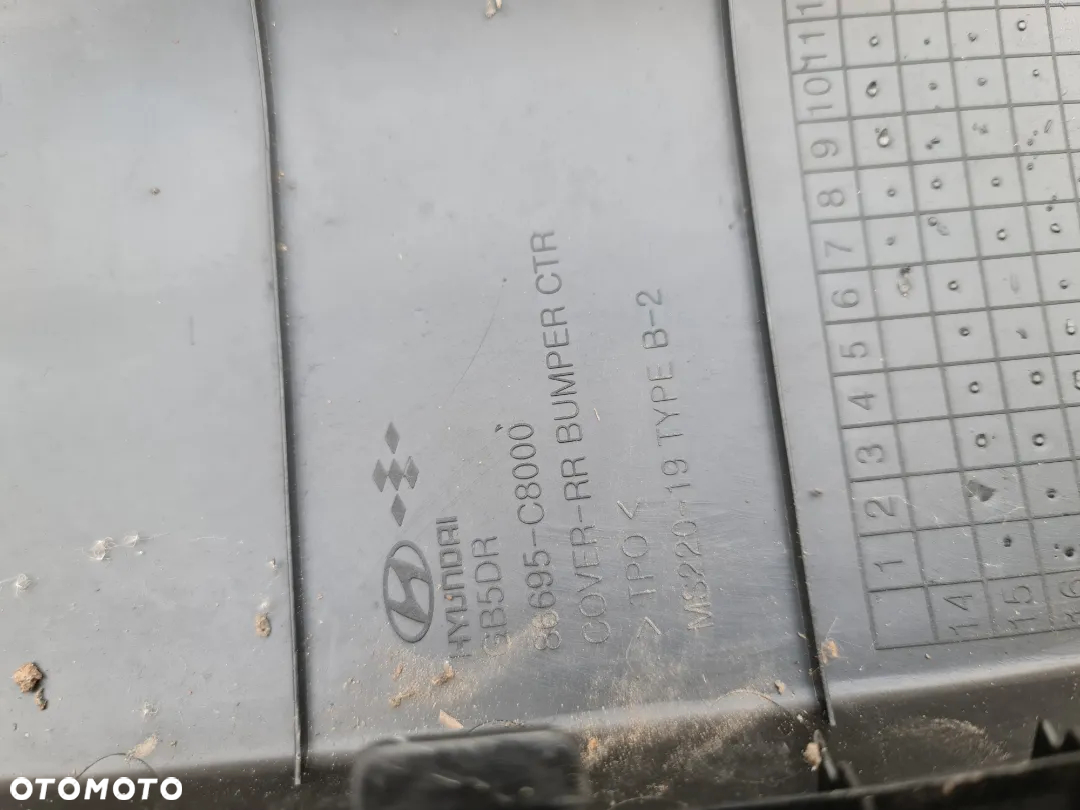 HYUNDAI
GB5DR
86695-C8000
COVER-RR BUMPER CTR
> TPO <
MS220-19 TYPE B-2
11
10
9
8
7
6
5
4
3
2
1
14
15
16
OTOMOTO